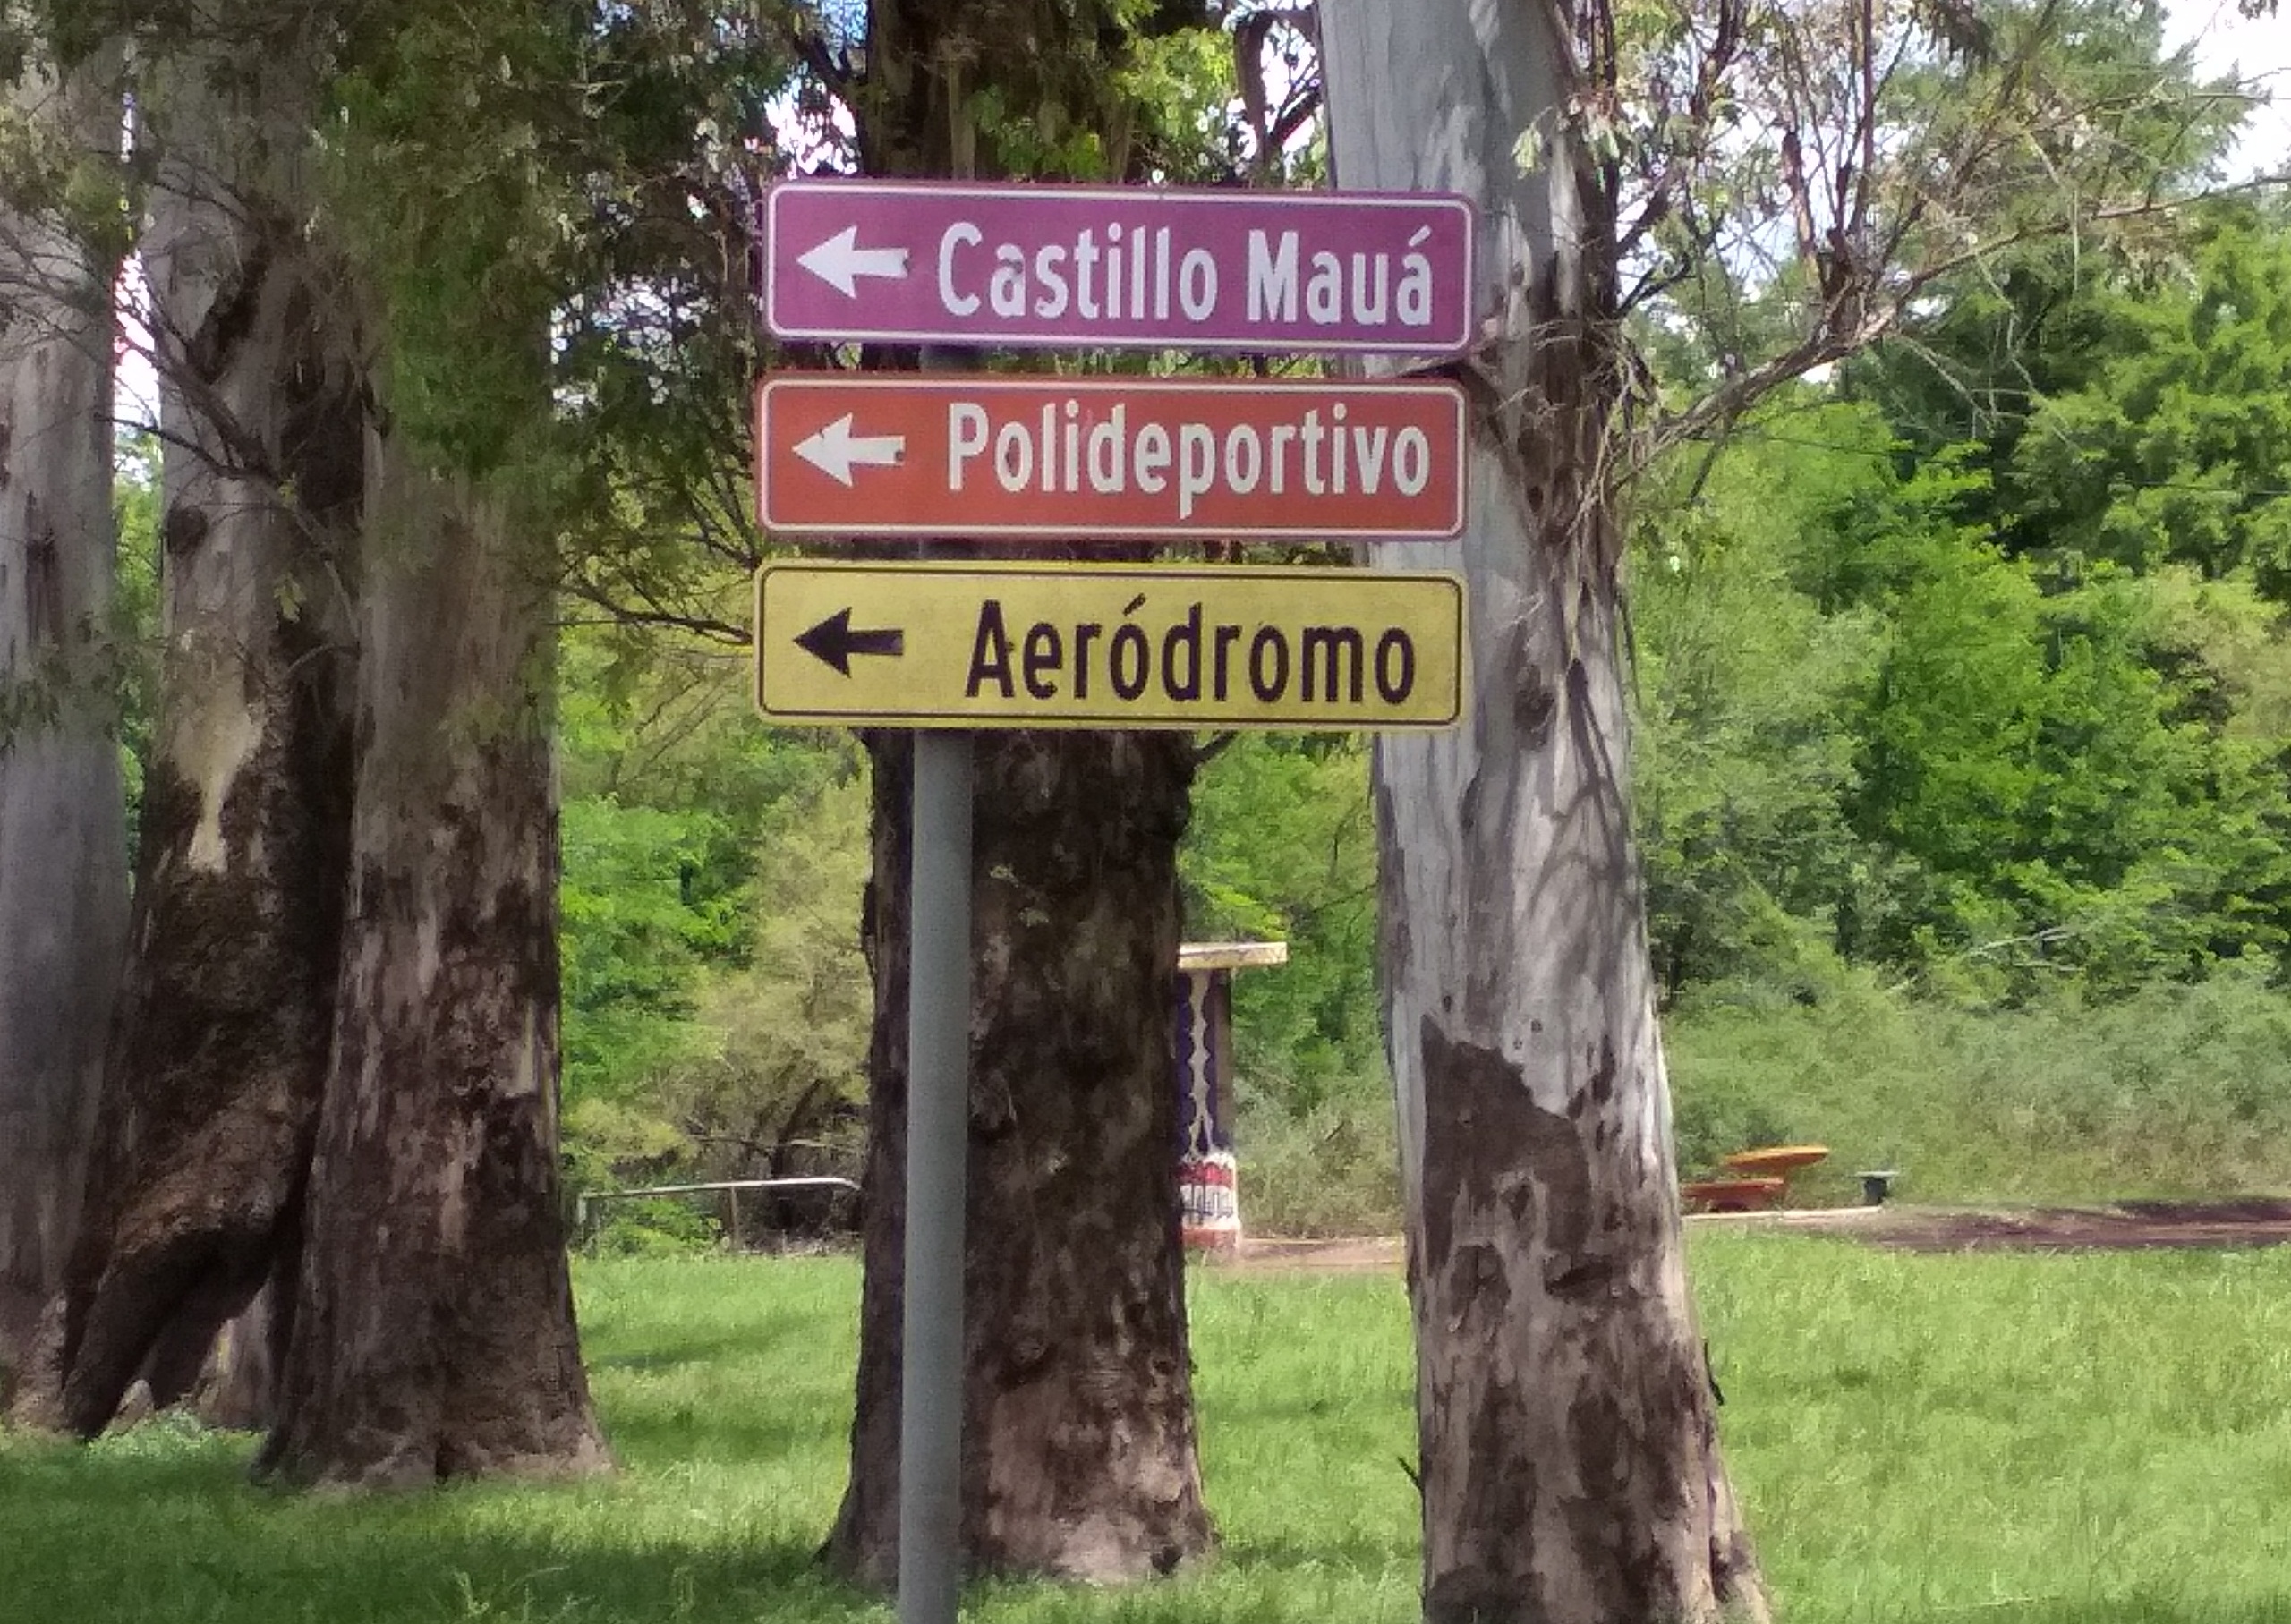 Castillo Mauá
Polideportivo
Aeródromo